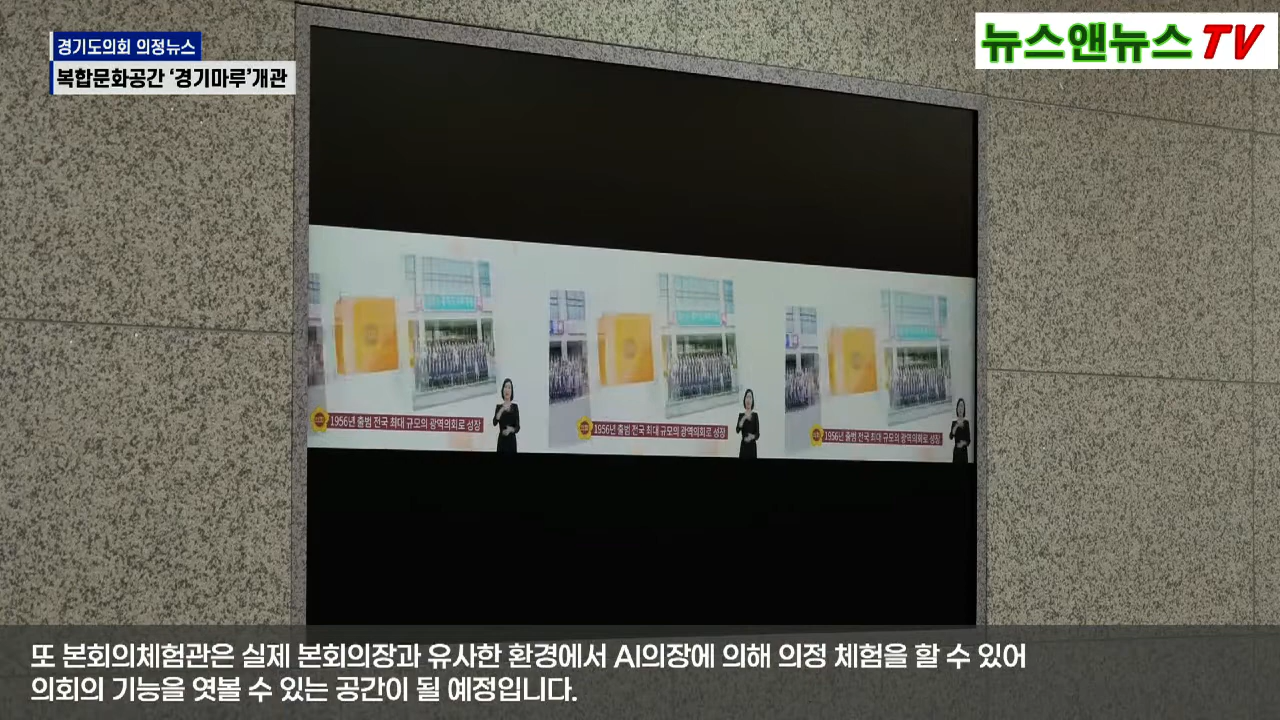 경기도의회 의정뉴스
복합문화공간 ‘경기마루’개관
뉴스앤뉴스 TV
1956년 출범 전국 최대 규모의 광역의회로 성장
1956년 출범 전국 최대 규모의 광역의회로 성장
1956년 출범 전국 최대 규모의 광역의회로 성장
또 본회의체험관은 실제 본회의장과 유사한 환경에서 AI의장에 의해 의정 체험을 할 수 있어
의회의 기능을 엿볼 수 있는 공간이 될 예정입니다.